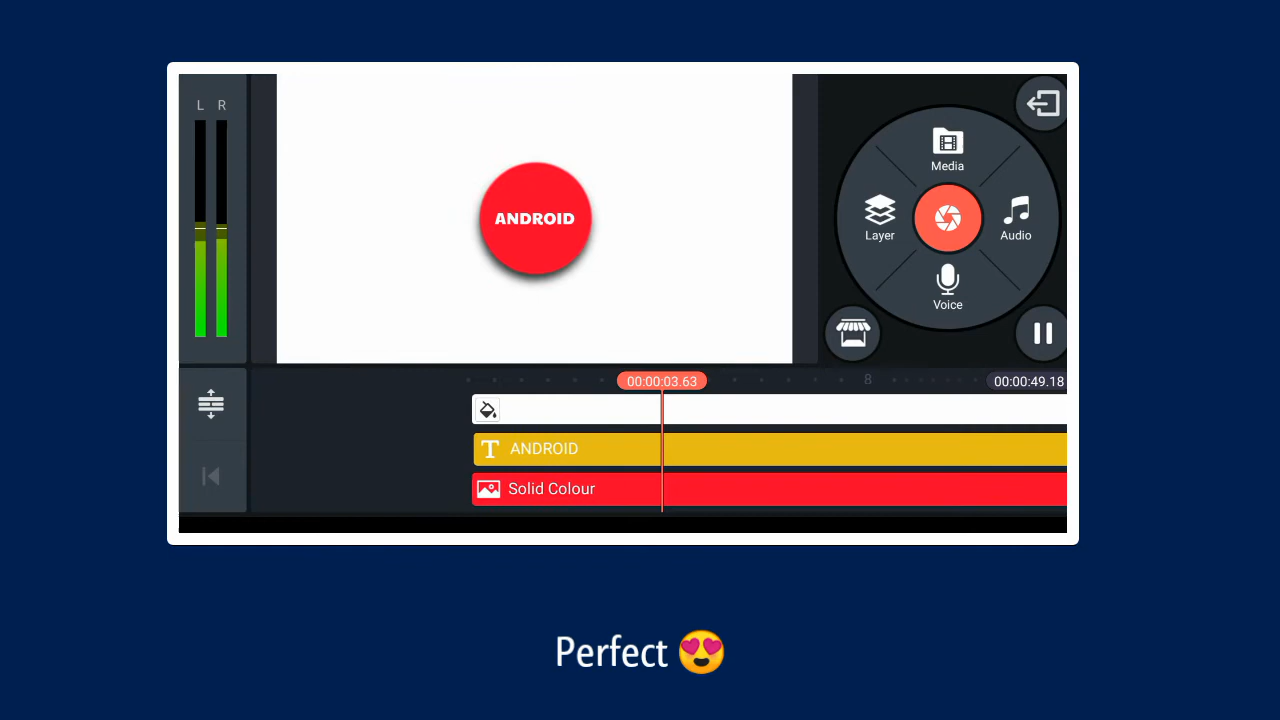 L R
ANDROID
Media
Layer
Audio
Voice
00:00:03.63
8
00:00:49.18
T ANDROID
Solid Colour
Perfect 😍